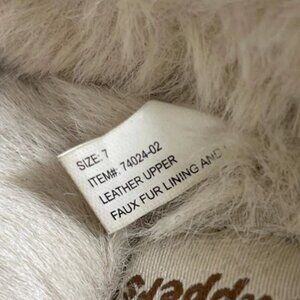 SIZE: 7
ITEM#: 74024-02
LEATHER UPPER
FAUX FUR LINING AND